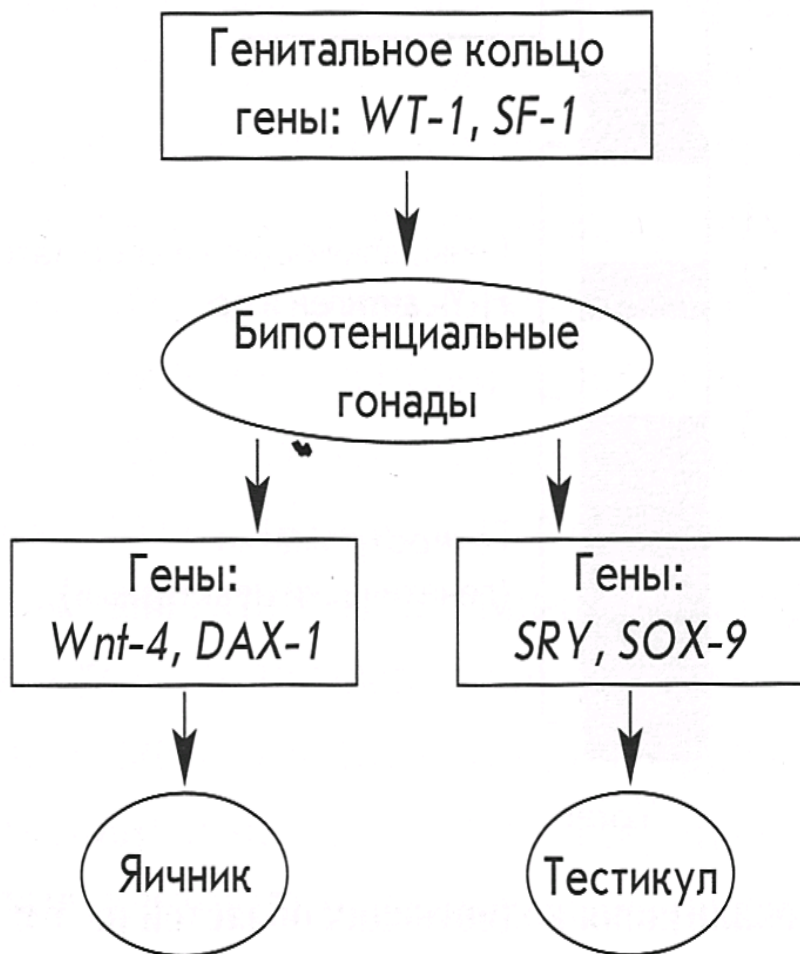 Генитальное кольцо
гены: WT-1, SF-1
Бипотенциальные
гонады
Гены:
Wnt-4, DAX-1
Гены:
SRY, SOX-9
Яичник
Тестикул